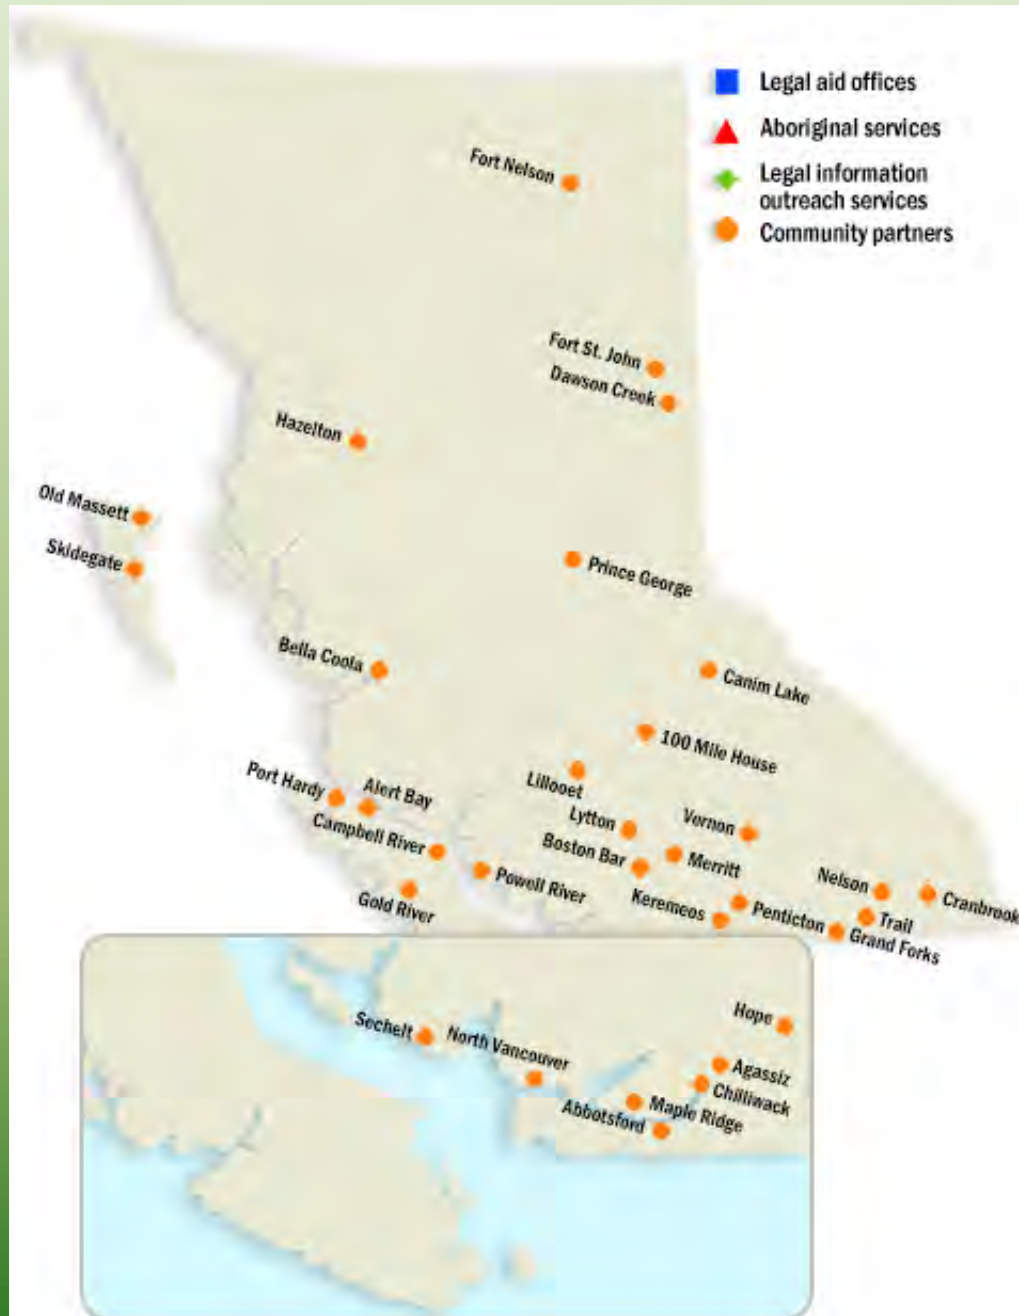 Legal aid offices
Aboriginal services
Legal information
outreach services
Community partners
Fort Nelson
Fort St. John
Dawson Creek
Hazelton
Old Massett
Skidegate
Prince George
Bella Coola
Canim Lake
100 Mile House
Lillooet
Port Hardy
Alert Bay
Lytton
Vernon
Campbell River
Boston Bar
Merritt
Powell River
Nelson
Cranbrook
Gold River
Keremeos
Penticton
Trail
Grand Forks
Hope
Sechelt
North Vancouver
Agassiz
Chilliwack
Maple Ridge
Abbotsford